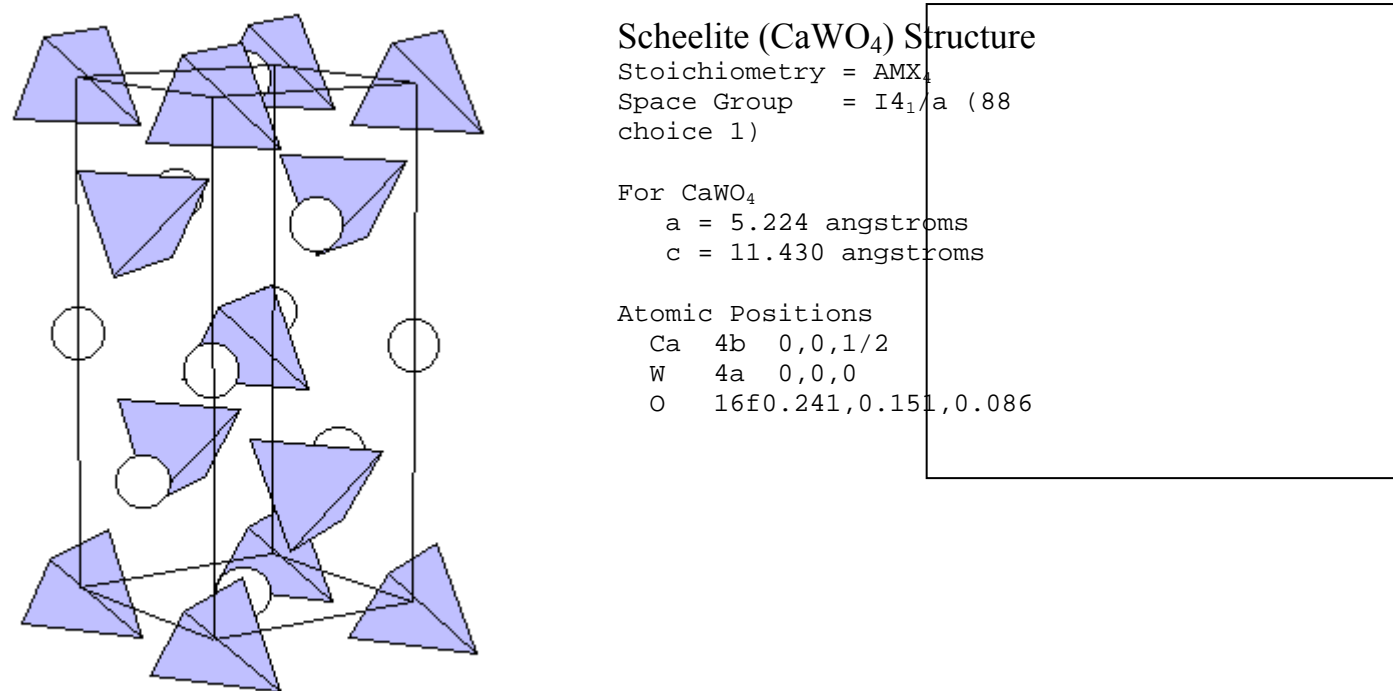 Scheelite (CaWO₄) Structure
Stoichiometry = AMX₄
Space Group   = I4₁/a (88
choice 1)
For CaWO₄
a = 5.224 angstroms
c = 11.430 angstroms
Atomic Positions
Ca  4b  0,0,1/2
W   4a  0,0,0
O   16f0.241,0.151,0.086